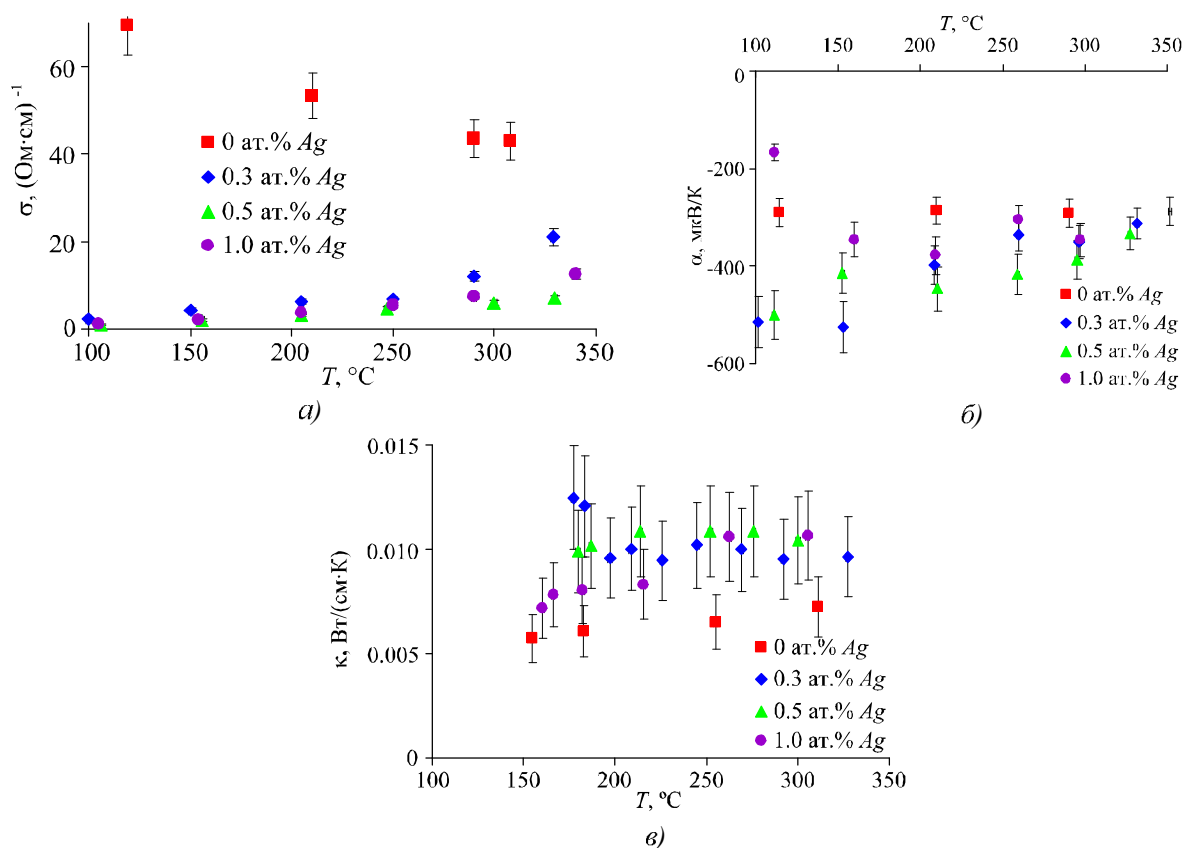 60
40
20
0
σ, (Ом·см) -1
0 ат.% Ag
0.3 ат.% Ag
0.5 ат.% Ag
1.0 ат.% Ag
100 150 200 250 300 350
T, °C
а)
T, °C
100 150 200 250 300 350
0
-200
-400
-600
α, мкВ/К
0 ат.% Ag
0.3 ат.% Ag
0.5 ат.% Ag
1.0 ат.% Ag
б)
0.015
0.010
0.005
0
κ, Вт/(см·К)
0 ат.% Ag
0.3 ат.% Ag
0.5 ат.% Ag
1.0 ат.% Ag
100 150 200 250 300 350
T, ºC
в)